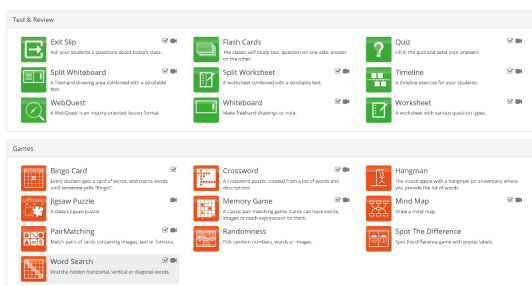 Test & Review
Exit Slip
Ask your students 2 questions about today's class.
Flash Cards
The classic self-study tool, question on one side, answer
on the other.
Quiz
Fill in the quiz and send your answers.
Split Whiteboard
A freehand drawing area combined with a scrollable
text.
Split Worksheet
A worksheet combined with a scrollable text.
Timeline
A timeline exercise for your students.
WebQuest
A WebQuest is an inquiry-oriented lesson format.
Whiteboard
Make freehand drawings or note.
Worksheet
A worksheet with various question types.
Games
Bingo Card
Every student gets a card of words, and marks words
until someone yells "Bingo".
Crossword
A crossword puzzle, created from a list of words and
descriptions
Hangman
The classic game with a hangman (or snowman), where
you provide the list of words.
Jigsaw Puzzle
A classic jigsaw puzzle
Memory Game
A classic pair matching game. Cards can have words,
images or math expressions on them.
Mind Map
Draw a mind map.
PairMatching
Match pairs of cards containing images, text or formula.
Randomness
Pick random numbers, words or images.
Spot The Difference
Spot the difference game with popup labels.
Word Search
Find the hidden horizontal, vertical or diagonal words.